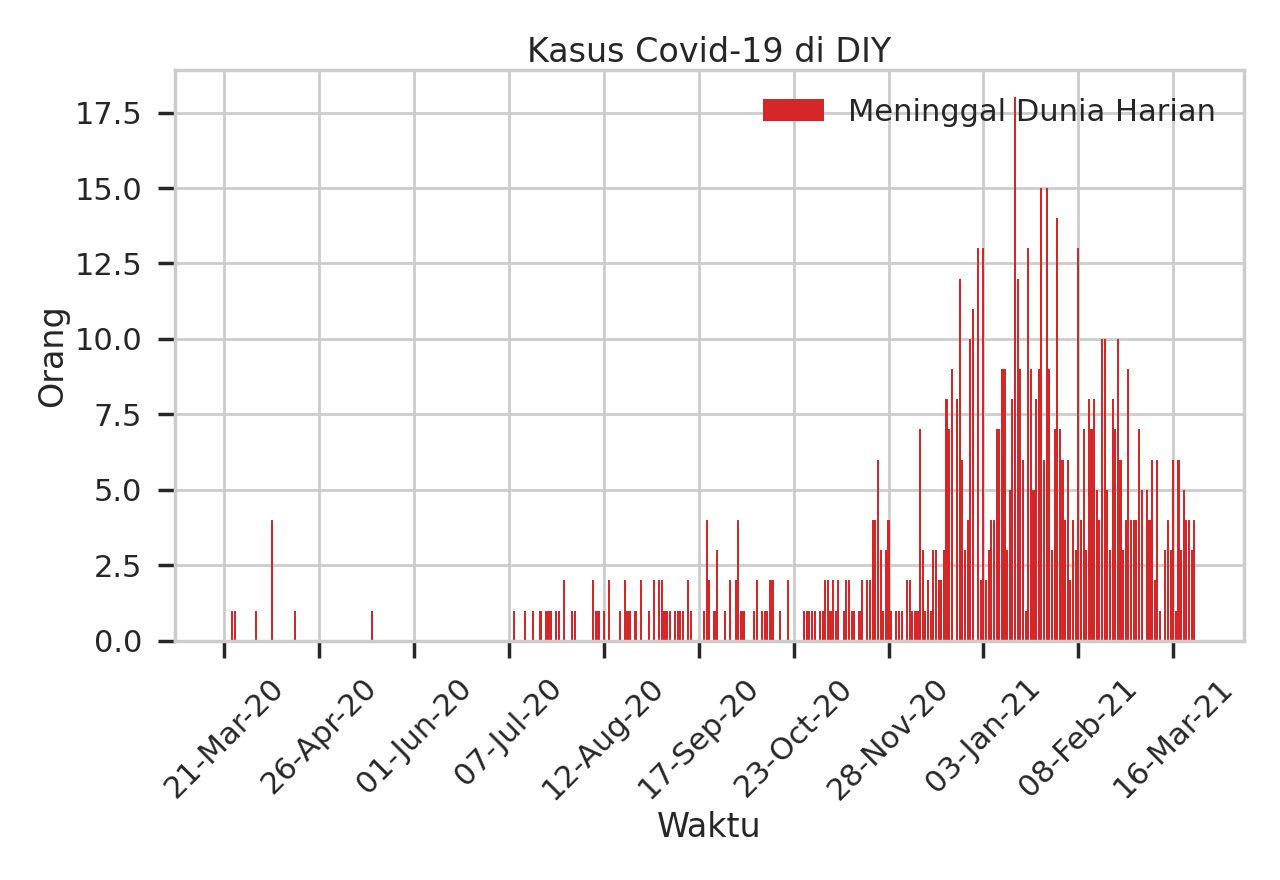 Kasus Covid-19 di DIY
Meninggal Dunia Harian
Orang
17.5
15.0
12.5
10.0
7.5
5.0
2.5
0.0
21-Mar-20
26-Apr-20
01-Jun-20
07-Jul-20
12-Aug-20
17-Sep-20
23-Oct-20
28-Nov-20
03-Jan-21
08-Feb-21
16-Mar-21
Waktu